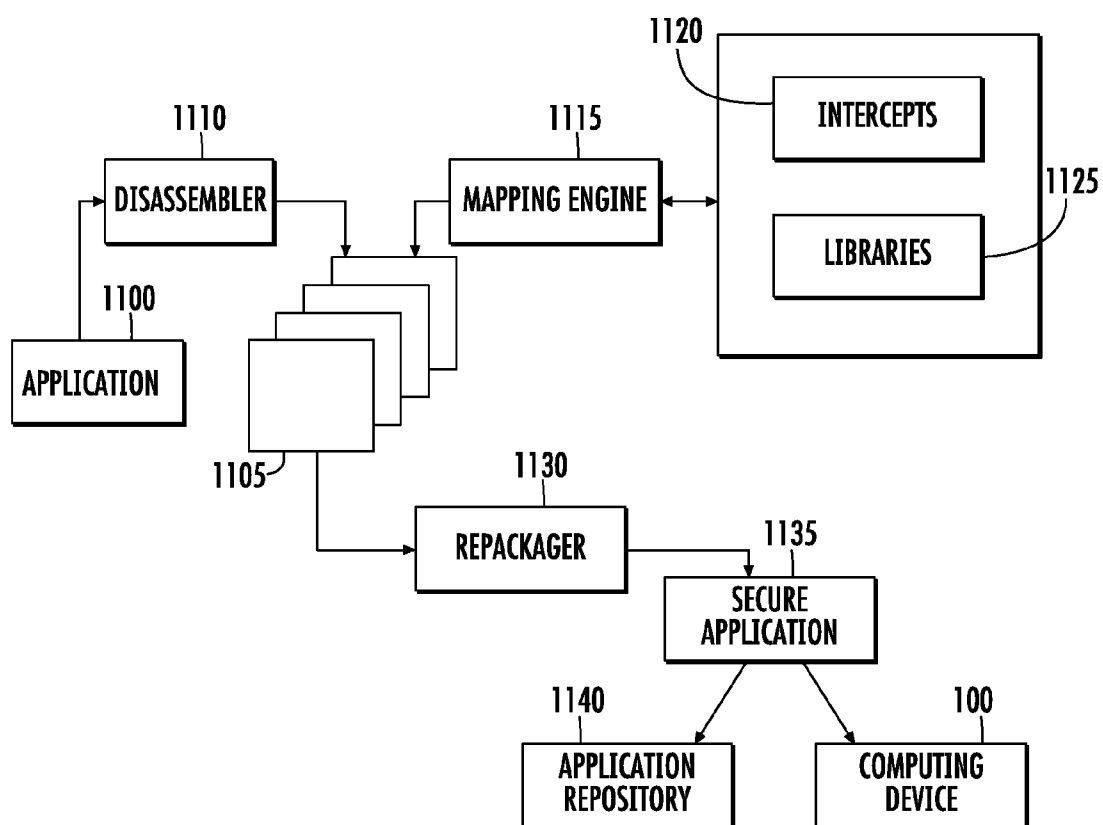 1120
INTERCEPTS
1110
1115
1125
DISASSEMBLER
MAPPING ENGINE
LIBRARIES
1100
APPLICATION
1105
1130
REPACKAGER
1135
SECURE
APPLICATION
1140
100
APPLICATION
REPOSITORY
COMPUTING
DEVICE